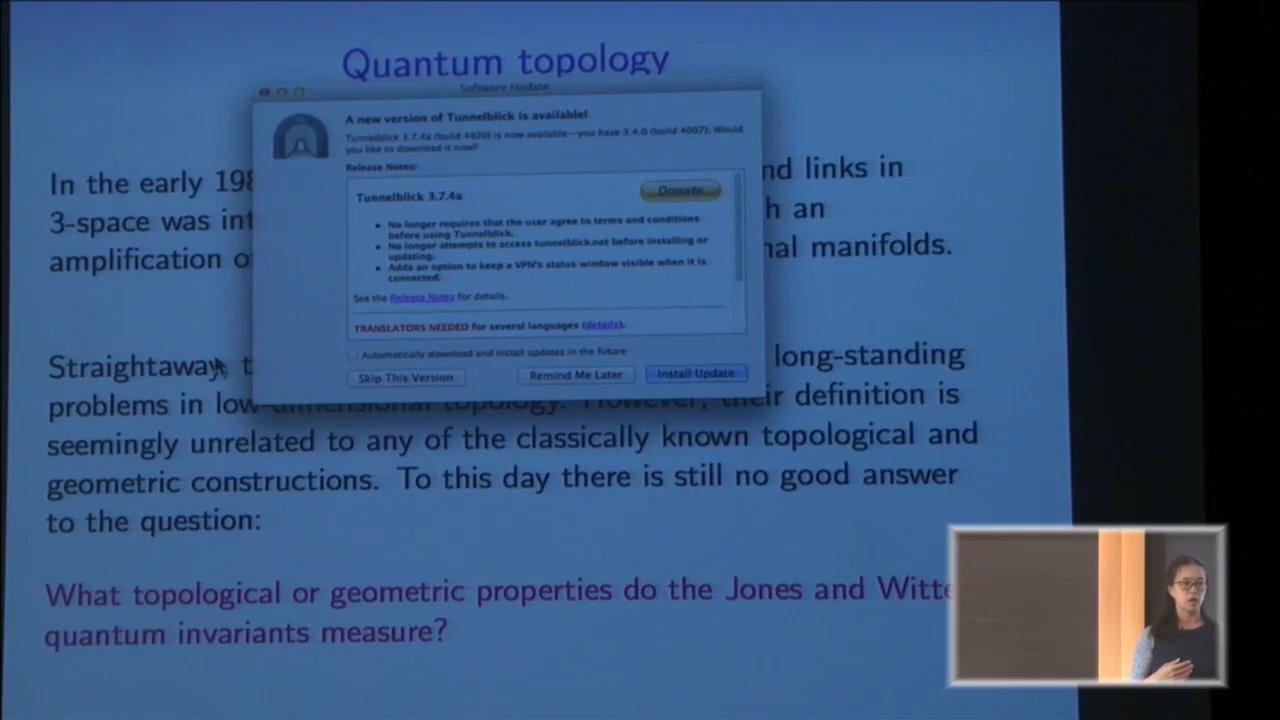 Quantum topology
Software Update
A new version of Tunnelblick is available!
Tunnelblick 3.7.4a (build 4920) is now available—you have 3.4.0 (build 4007). Would
you like to download it now?
Release Notes:
Tunnelblick 3.7.4a
Donate
No longer requires that the user agree to terms and conditions
before using Tunnelblick.
No longer attempts to access tunnelblick.net before installing or
updating.
Adds an option to keep a VPN's status window visible when it is
connected.
See the Release Notes for details.
TRANSLATORS NEEDED for several languages (details).
Automatically download and install updates in the future
Skip This Version
Remind Me Later
Install Update
In the early 198 nd links in
3-space was int h an
amplification o nal manifolds.
Straightaway t long-standing
problems in low-dimensional topology. However, their definition is
seemingly unrelated to any of the classically known topological and
geometric constructions. To this day there is still no good answer
to the question:
What topological or geometric properties do the Jones and Witte
quantum invariants measure?